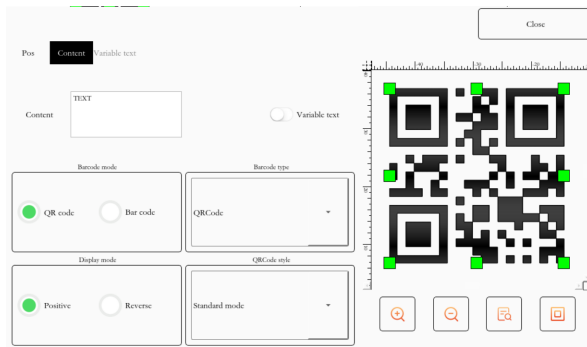 Close
Pos
Content
Variable text
Content
TEXT
Variable text
Barcode mode
QR code
Bar code
Barcode type
QRCode
Display mode
Positive
Reverse
QRCode style
Standard mode